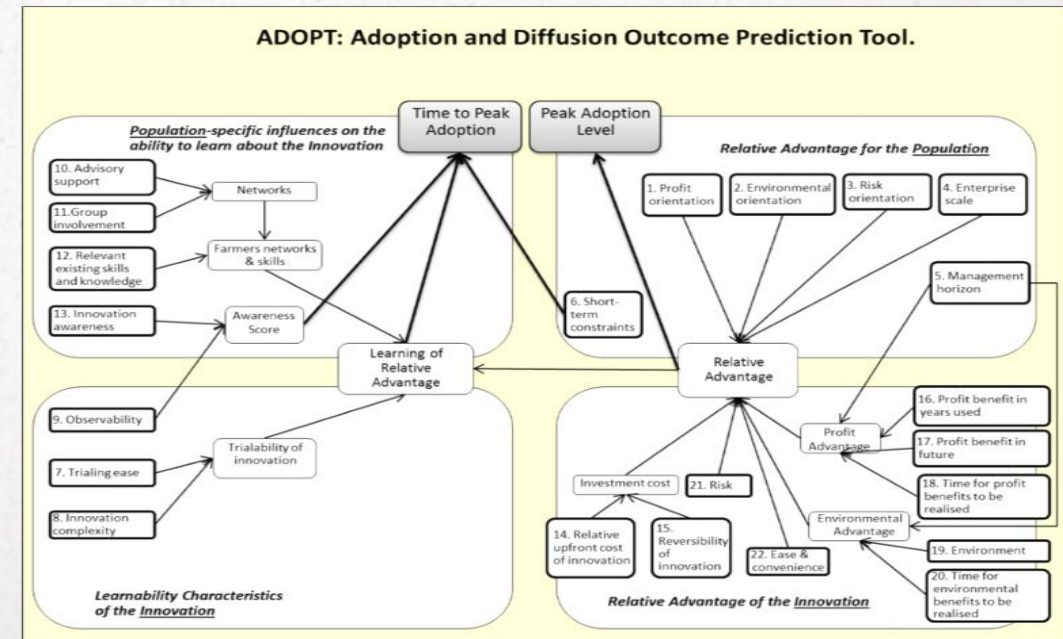 ADOPT: Adoption and Diffusion Outcome Prediction Tool.
Time to Peak
Adoption
Peak Adoption
Level
Population-specific influences on the
ability to learn about the Innovation
10. Advisory
support
Networks
11.Group
involvement
12. Relevant
existing skills
and knowledge
Farmers networks
& skills
13. Innovation
awareness
Awareness
Score
Relative Advantage for the Population
1. Profit
orientation
2. Environmental
orientation
3. Risk
orientation
4. Enterprise
scale
5. Management
horizon
6. Short-
term
constraints
Learning of
Relative
Advantage
Relative
Advantage
9. Observability
7. Trialing ease
8. Innovation
complexity
Trialability of
innovation
Learnability Characteristics
of the Innovation
16. Profit benefit in
years used
Profit
Advantage
17. Profit benefit in
future
18. Time for profit
benefits to be
realised
Investment cost
21. Risk
14. Relative
upfront cost
of innovation
15.
Reversibility
of
innovation
22. Ease &
convenience
Environmental
Advantage
19. Environment
20. Time for
environmental
benefits to be
realised
Relative Advantage of the Innovation